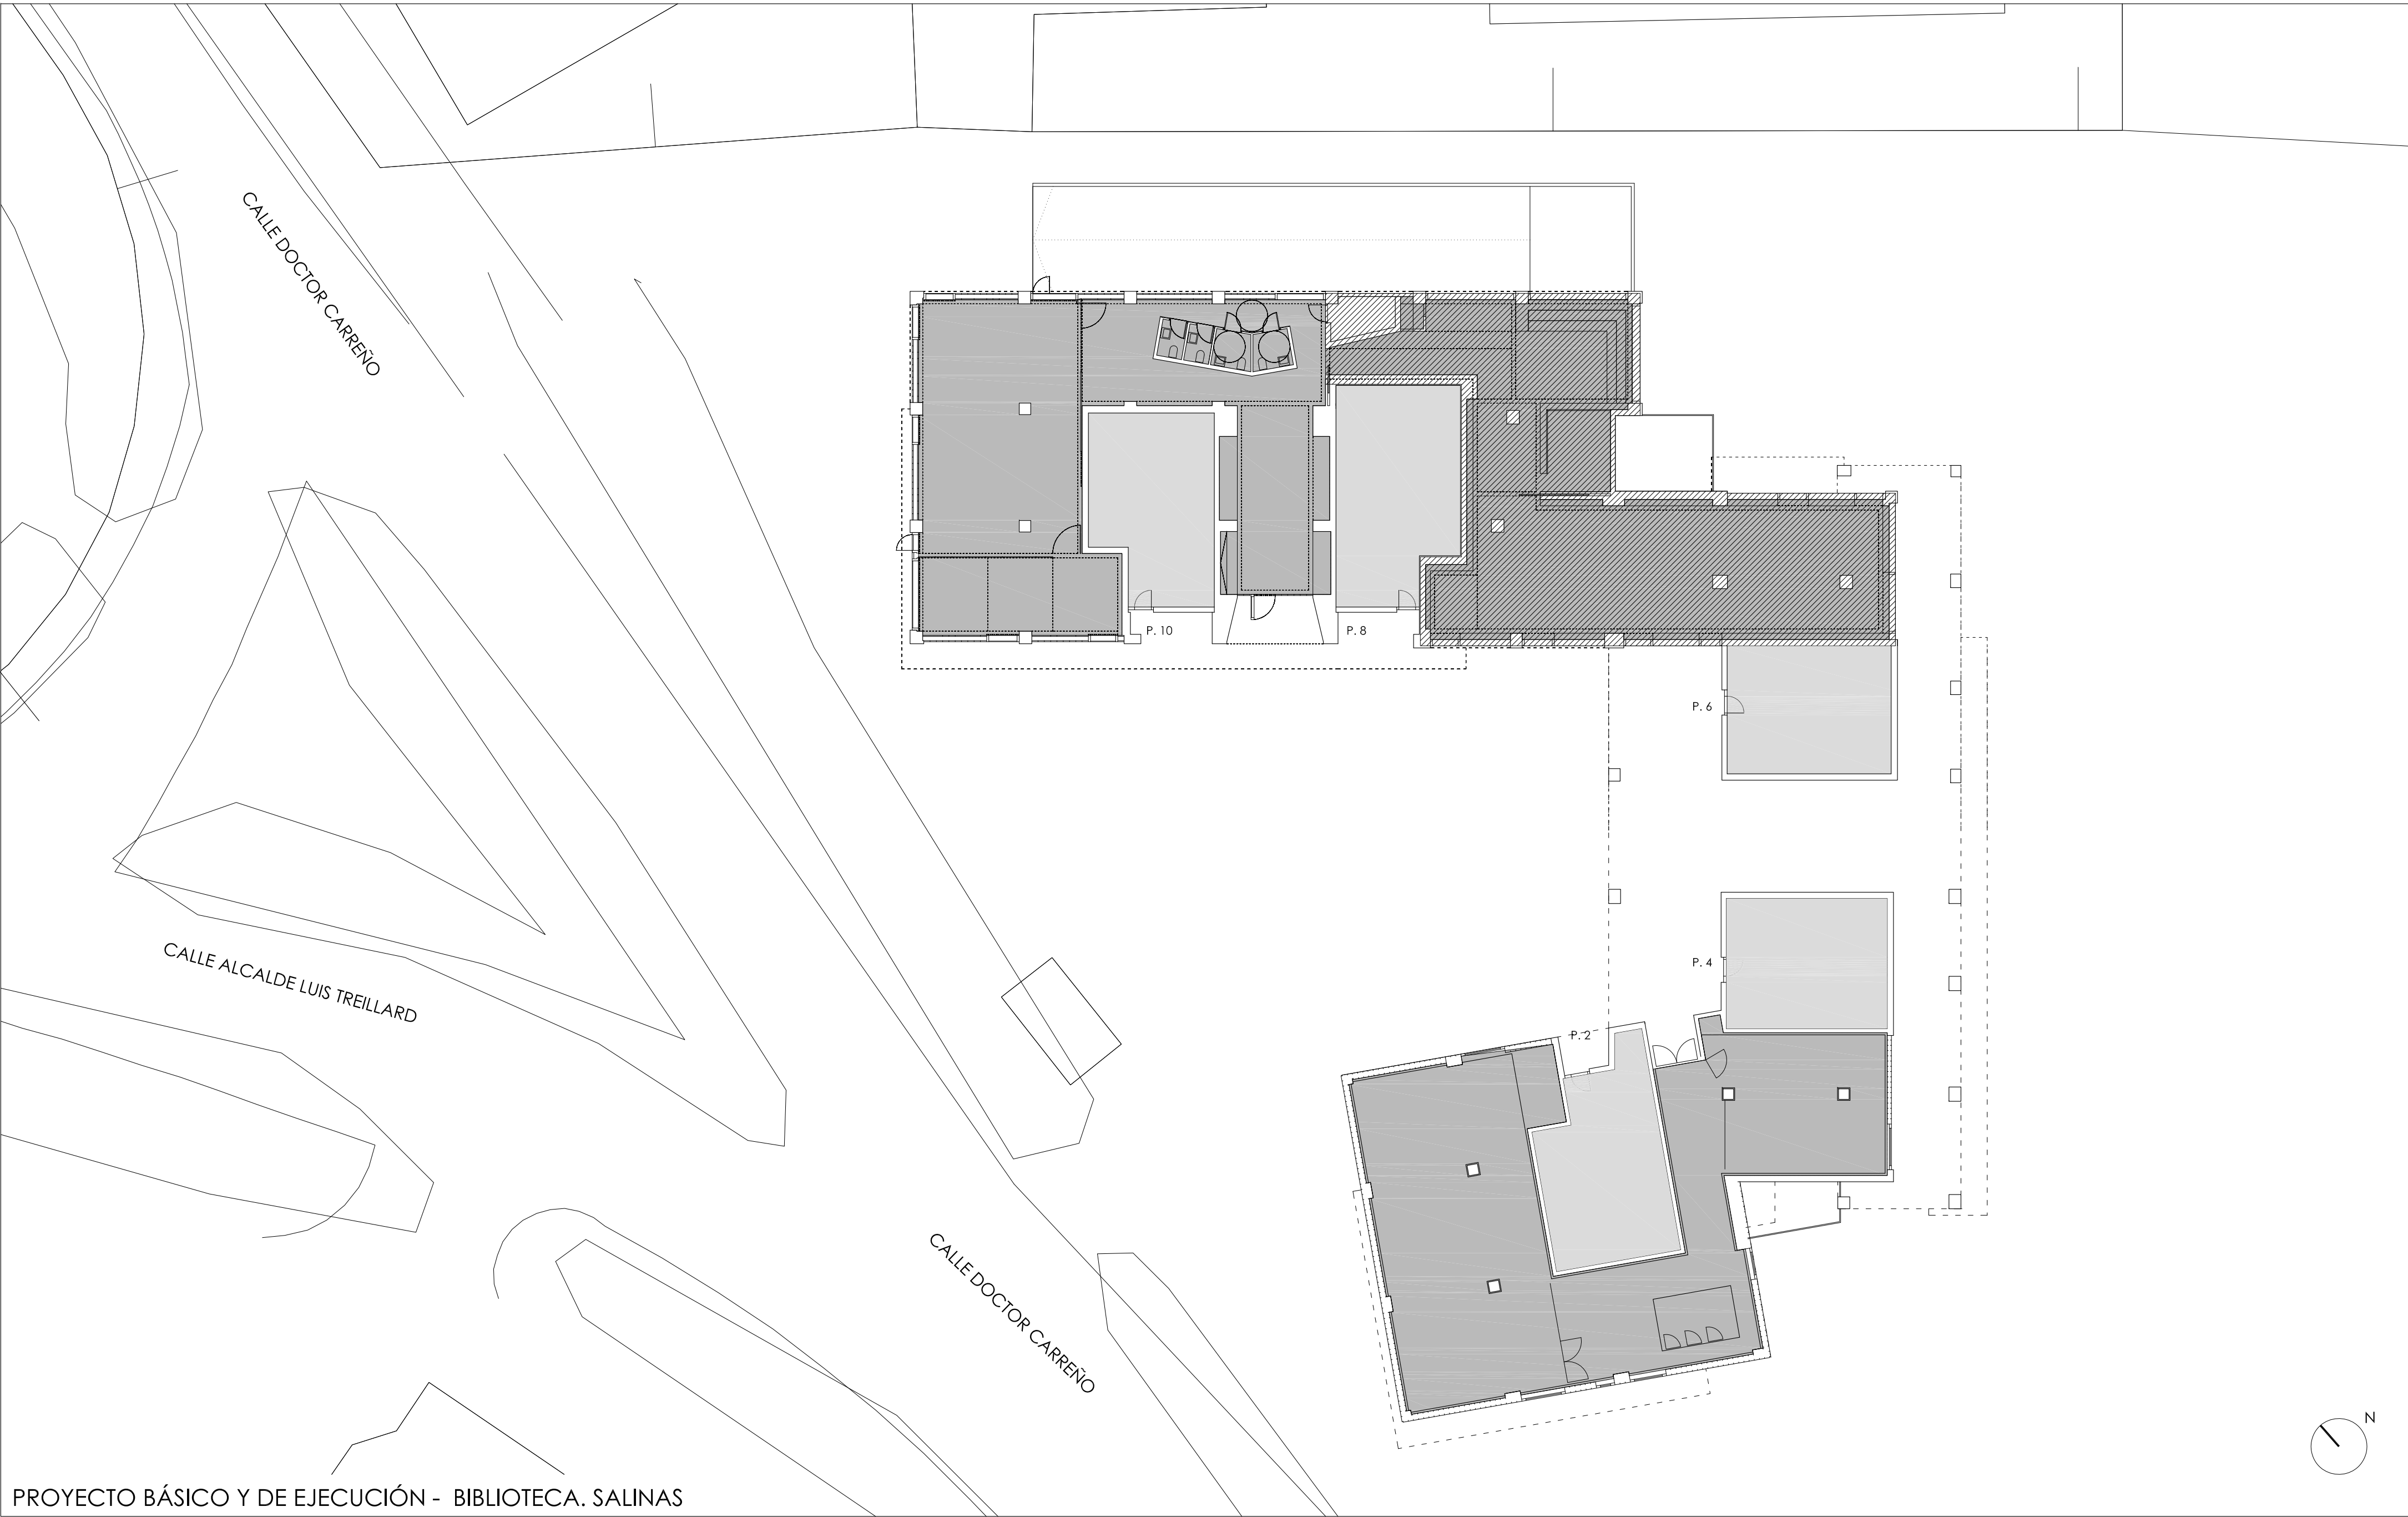 CALLE DOCTOR CARREÑO
P. 10
P. 8
P. 6
P. 4
CALLE ALCALDE LUIS TREILLARD
P. 2
CALLE DOCTOR CARREÑO
N
PROYECTO BÁSICO Y DE EJECUCIÓN - BIBLIOTECA. SALINAS